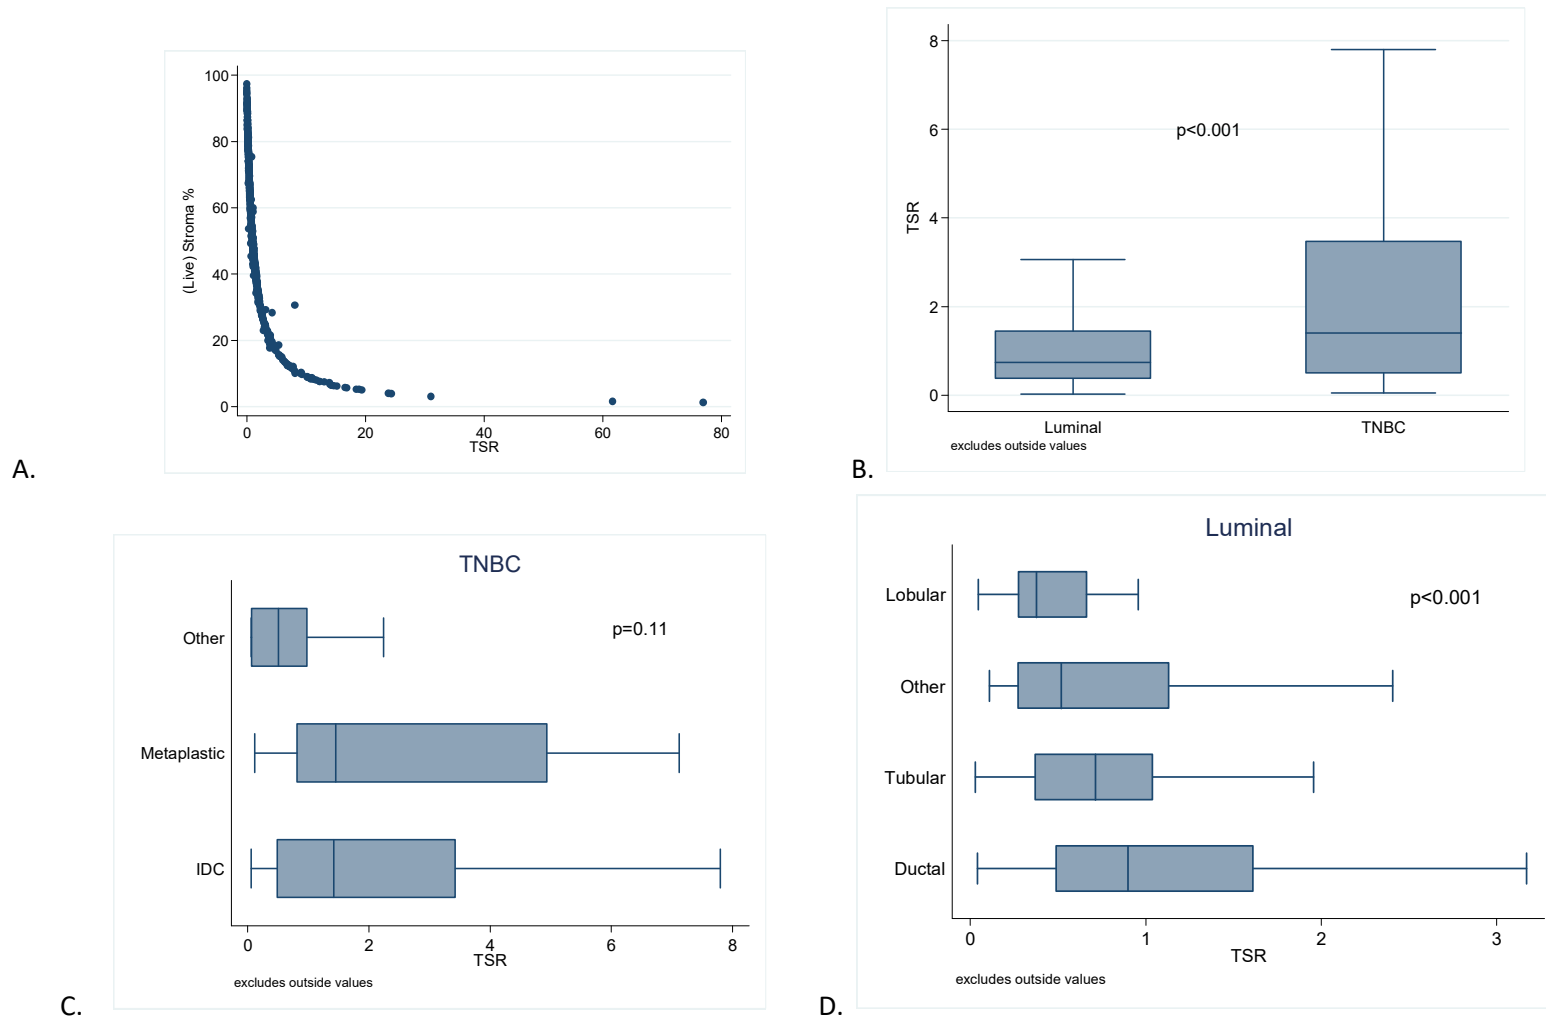 100
80
60
40
20
0
(Live) Stroma %
0 20 40 60 80
TSR
A.
8
6
4
2
0
TSR
p<0.001
Luminal TNBC
excludes outside values
B.
TNBC
p=0.11
Other
Metaplastic
IDC
0 2 4 6 8
TSR
excludes outside values
C.
Luminal
p<0.001
Lobular
Other
Tubular
Ductal
0 1 2 3
TSR
excludes outside values
D.